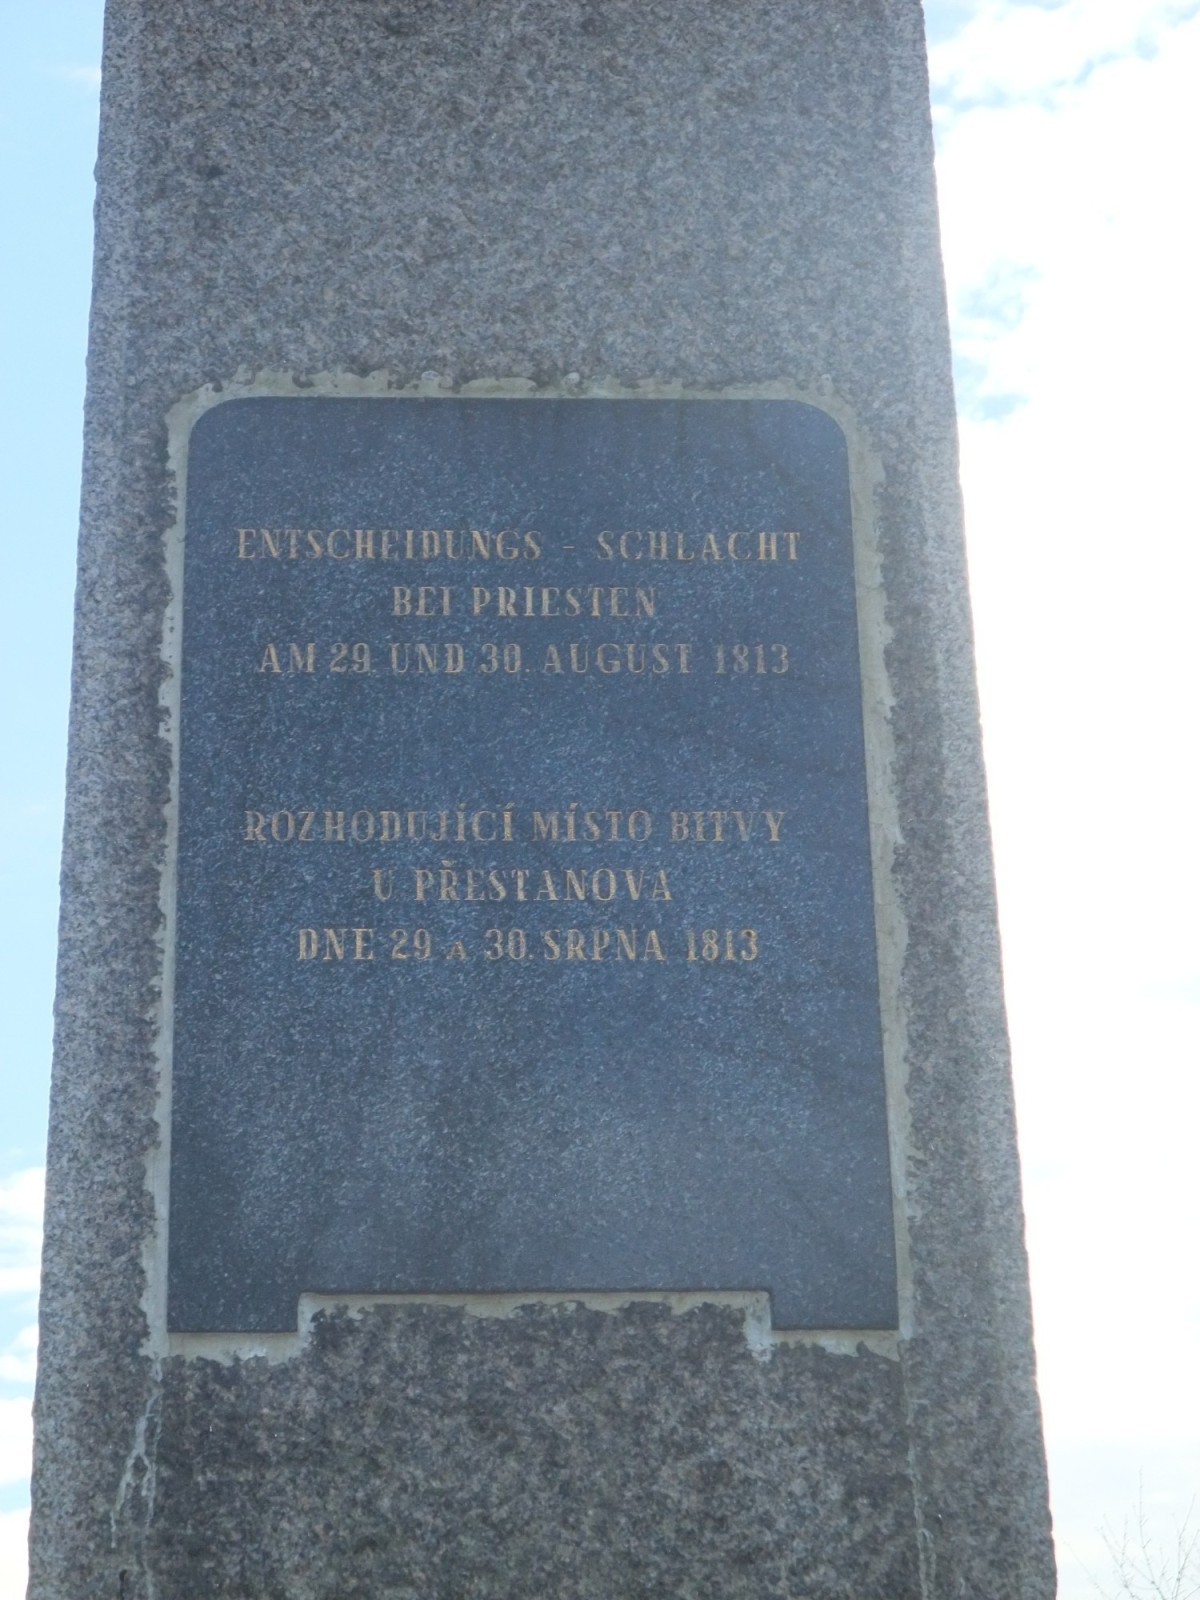 ENTSCHEIDUNGS - SCHLACHT
BEI PRIESTEN
AM 29. UND 30. AUGUST 1813
ROZHODUJÍCÍ MÍSTO BITVY
U PŘESTANOVA
DNE 29 A 30. SRPNA 1813